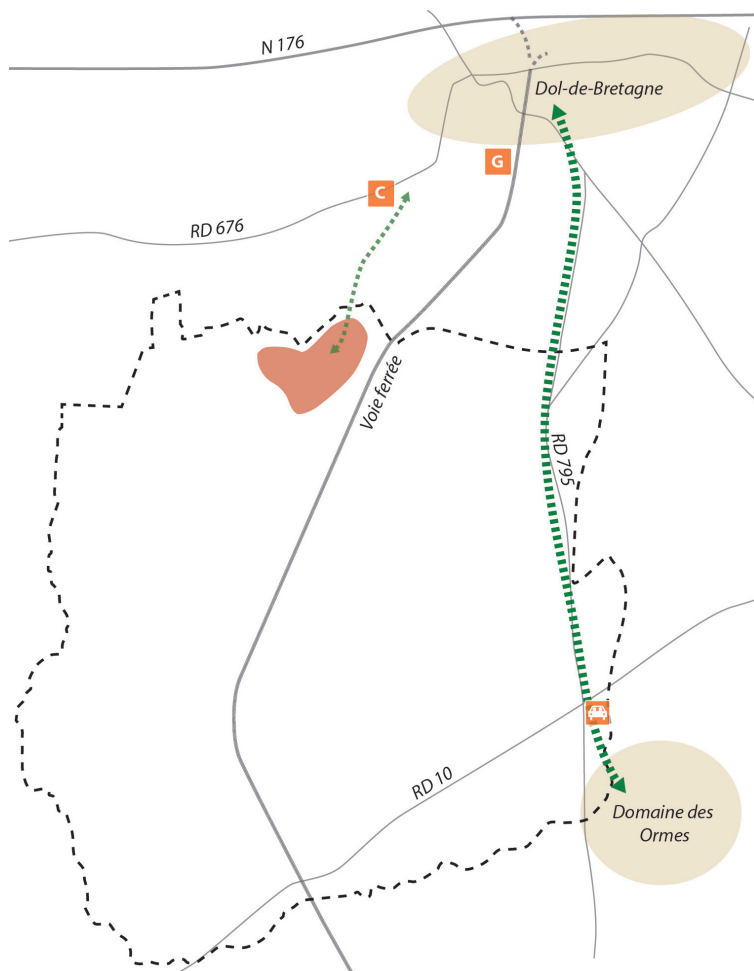 N 176
Dol-de-Bretagne
G
C
RD 676
Voie ferrée
RD 795
RD 10
Domaine des
Ormes